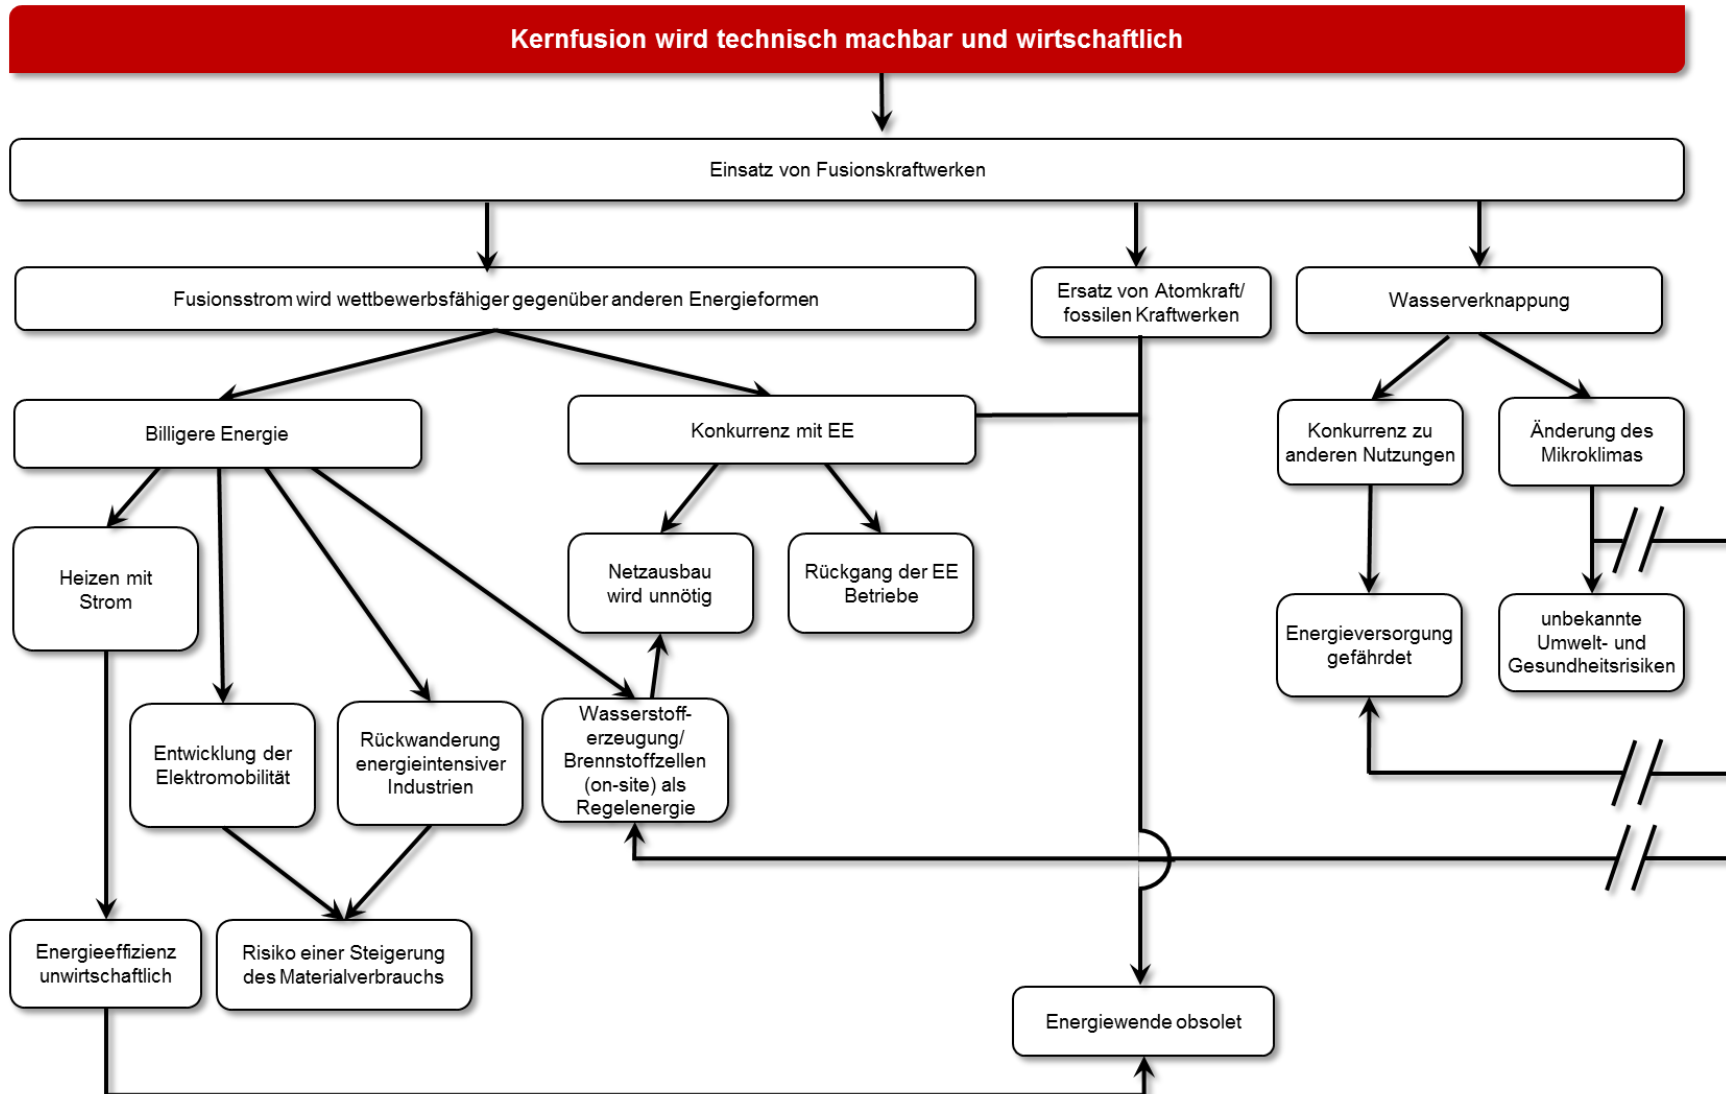 Kernfusion wird technisch machbar und wirtschaftlich
Einsatz von Fusionskraftwerken
Fusionsstrom wird wettbewerbsfähiger gegenüber anderen Energieformen
Ersatz von Atomkraft/
fossilen Kraftwerken
Wasserverknappung
Billigere Energie
Konkurrenz mit EE
Konkurrenz zu
anderen Nutzungen
Änderung des
Mikroklimas
Heizen mit
Strom
Netzausbau
wird unnötig
Rückgang der EE
Betriebe
Energieversorgung
gefährdet
unbekannte
Umwelt- und
Gesundheitsrisiken
Entwicklung der
Elektromobilität
Rückwanderung
energieintensiver
Industrien
Wasserstoff-
erzeugung/
Brennstoffzellen
(on-site) als
Regelenergie
Energieeffizienz
unwirtschaftlich
Risiko einer Steigerung
des Materialverbrauchs
Energiewende obsolet